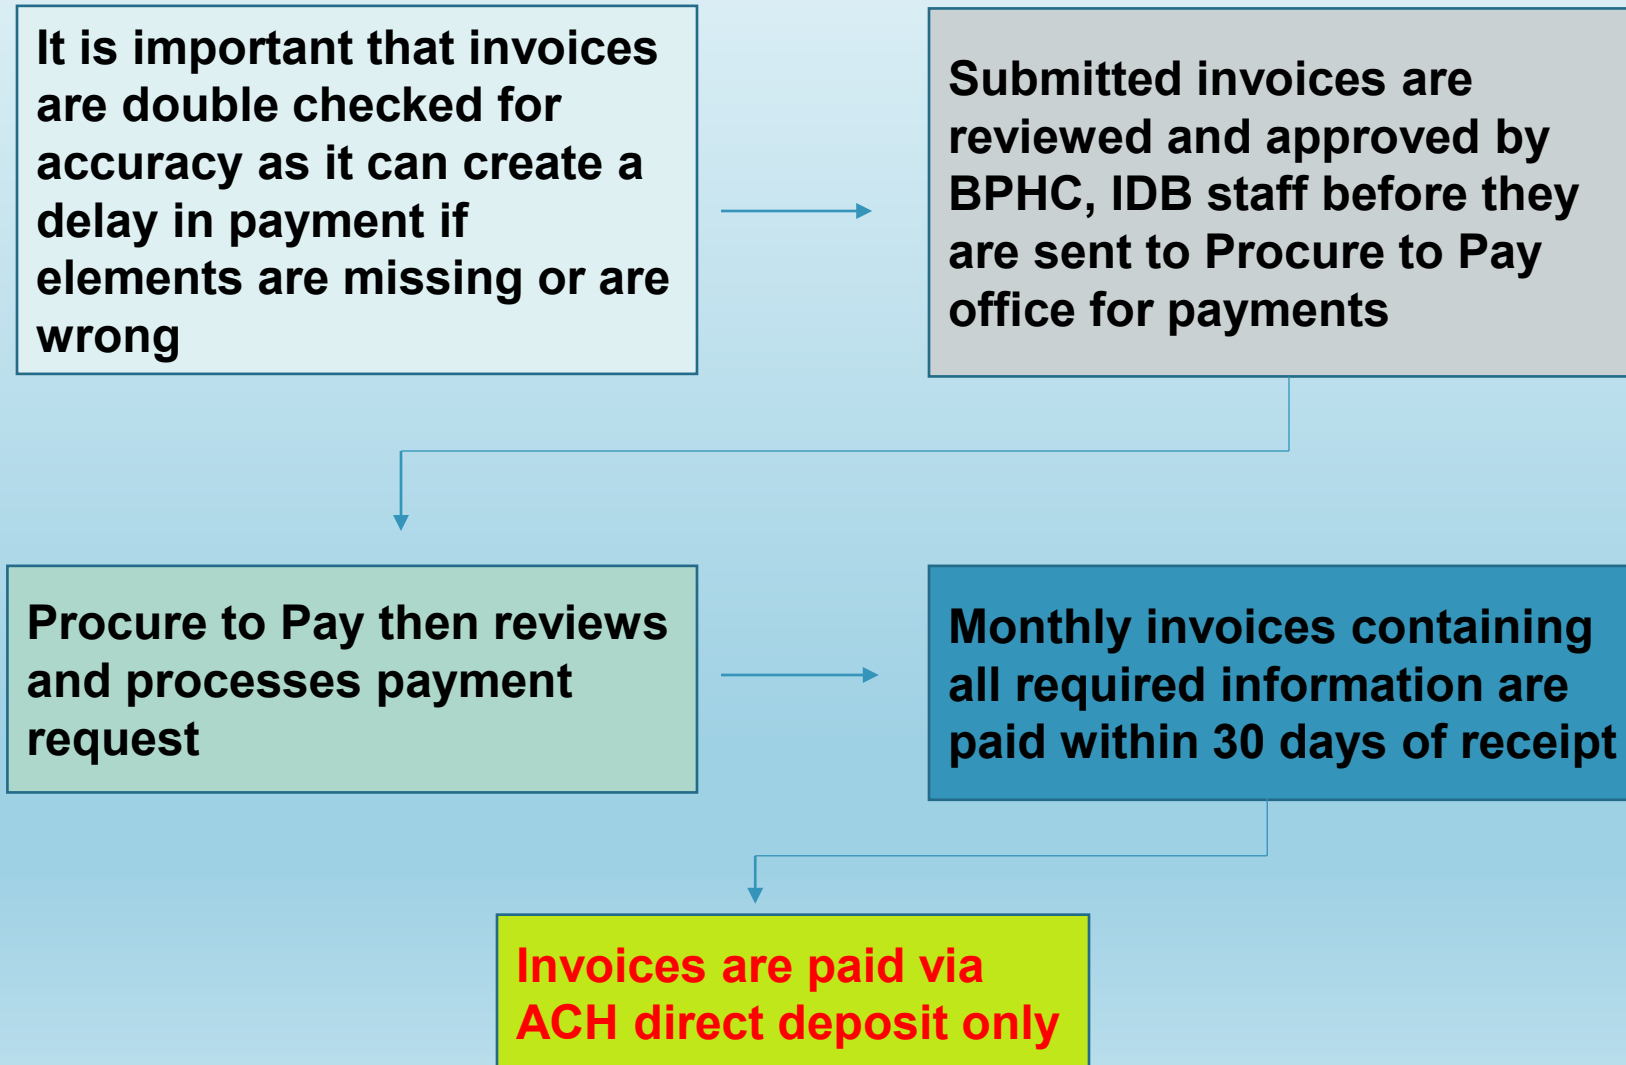 It is important that invoices
are double checked for
accuracy as it can create a
delay in payment if
elements are missing or are
wrong
Submitted invoices are
reviewed and approved by
BPHC, IDB staff before they
are sent to Procure to Pay
office for payments
Procure to Pay then reviews
and processes payment
request
Monthly invoices containing
all required information are
paid within 30 days of receipt
Invoices are paid via
ACH direct deposit only